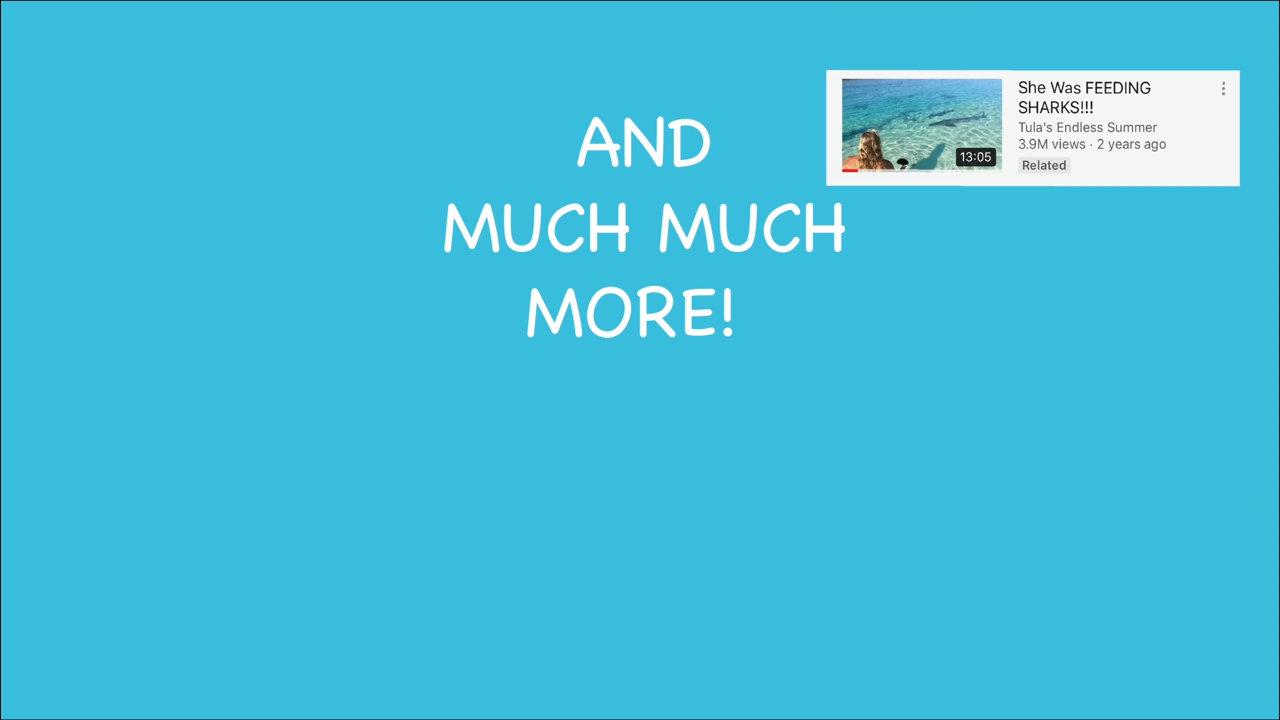 AND
MUCH MUCH
MORE!
She Was FEEDING
SHARKS!!!
Tula's Endless Summer
3.9M views · 2 years ago
13:05
Related